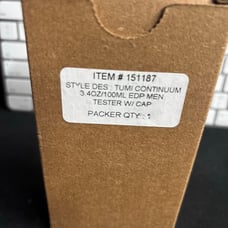 ITEM # 151187
STYLE DES : TUMI CONTINUUM
3.4OZ/100ML EDP MEN
TESTER W/ CAP
PACKER QTY : 1